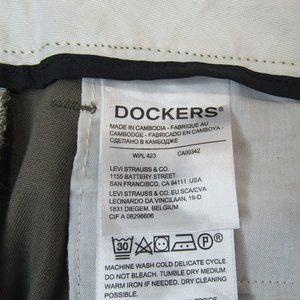 DOCKERS®
MADE IN CAMBODIA - FABRIQUE AU
CAMBODGE - FABRICADO EN CAMBOYA -
СДЕЛАНО В КАМБОДЖЕ
WPL 423 CA00342
LEVI STRAUSS & CO.
1155 BATTERY STREET
SAN FRANCISCO, CA 94111 USA
LEVI STRAUSS & CO. EU SCA/CVA
LEONARDO DA VINCILAAN, 19-D
1831 DIEGEM, BELGIUM
CIF A 08298606
30
P
MACHINE WASH COLD DELICATE CYCLE.
DO NOT BLEACH. TUMBLE DRY MEDIUM.
WARM IRON IF NEEDED. DRY CLEANING
POSSIBLE.